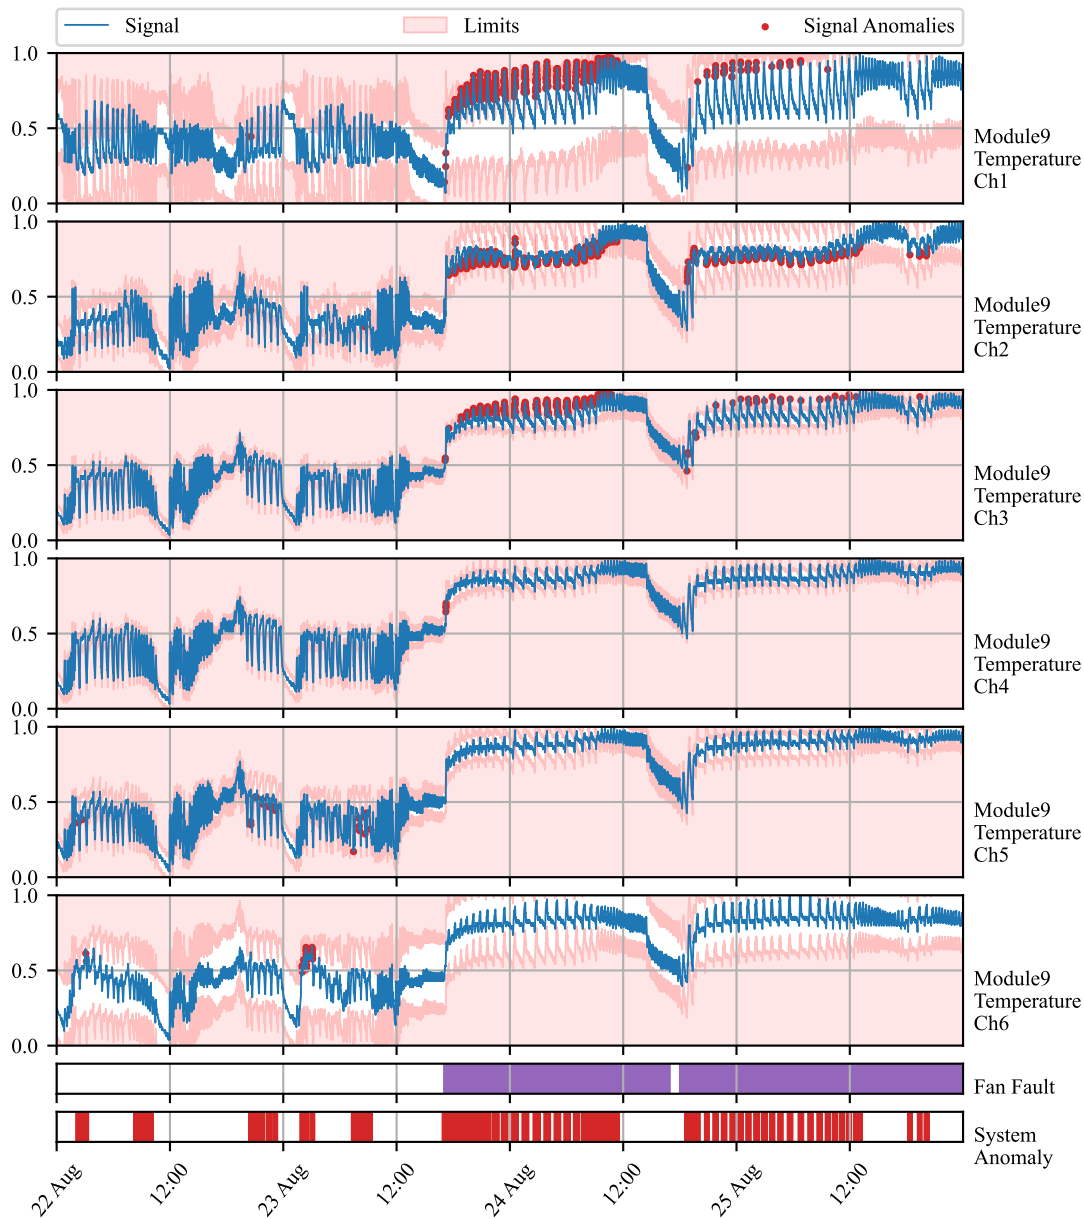 Signal Limits Signal Anomalies
1.0
0.5
0.0
Module9
Temperature
Ch1
1.0
0.5
0.0
Module9
Temperature
Ch2
1.0
0.5
0.0
Module9
Temperature
Ch3
1.0
0.5
0.0
Module9
Temperature
Ch4
1.0
0.5
0.0
Module9
Temperature
Ch5
1.0
0.5
0.0
Module9
Temperature
Ch6
Fan Fault
System
Anomaly
22 Aug 12:00 23 Aug 12:00 24 Aug 12:00 25 Aug 12:00